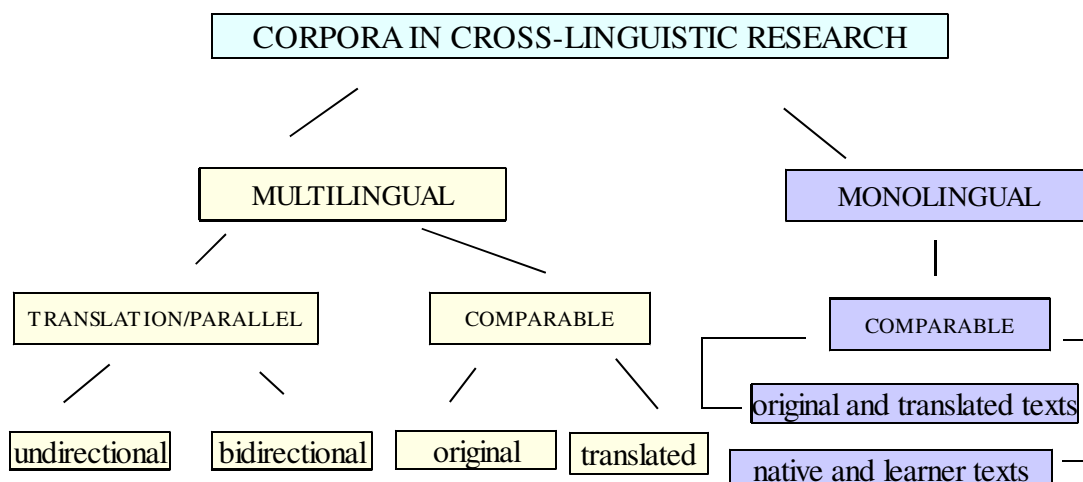 CORPORA IN CROSS-LINGUISTIC RESEARCH
MULTILINGUAL
MONOLINGUAL
TRANSLATION/PARALLEL
COMPARABLE
COMPARABLE
original and translated texts
undirectional
bidirectional
original
translated
native and learner texts